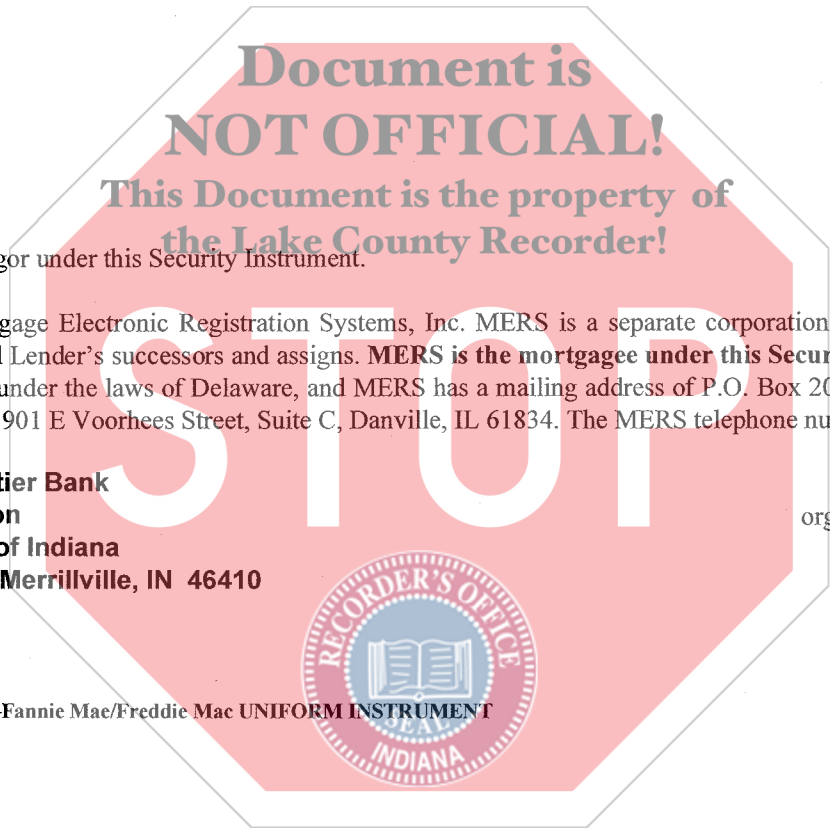 Document is
NOT OFFICIAL!
This Document is the property of
the Lake County Recorder!
gor under this Security Instrument.
gage Electronic Registration Systems, Inc. MERS is a separate corporation
Lender's successors and assigns. MERS is the mortgagee under this Secur
under the laws of Delaware, and MERS has a mailing address of P.O. Box 20
901 E Voorhees Street, Suite C, Danville, IL 61834. The MERS telephone nu
STOP
tier Bank
on
org
of Indiana
Merrillville, IN 46410
RECORDER'S OFFICE
SEAL
INDIANA
-Fannie Mae/Freddie Mac UNIFORM INSTRUMENT